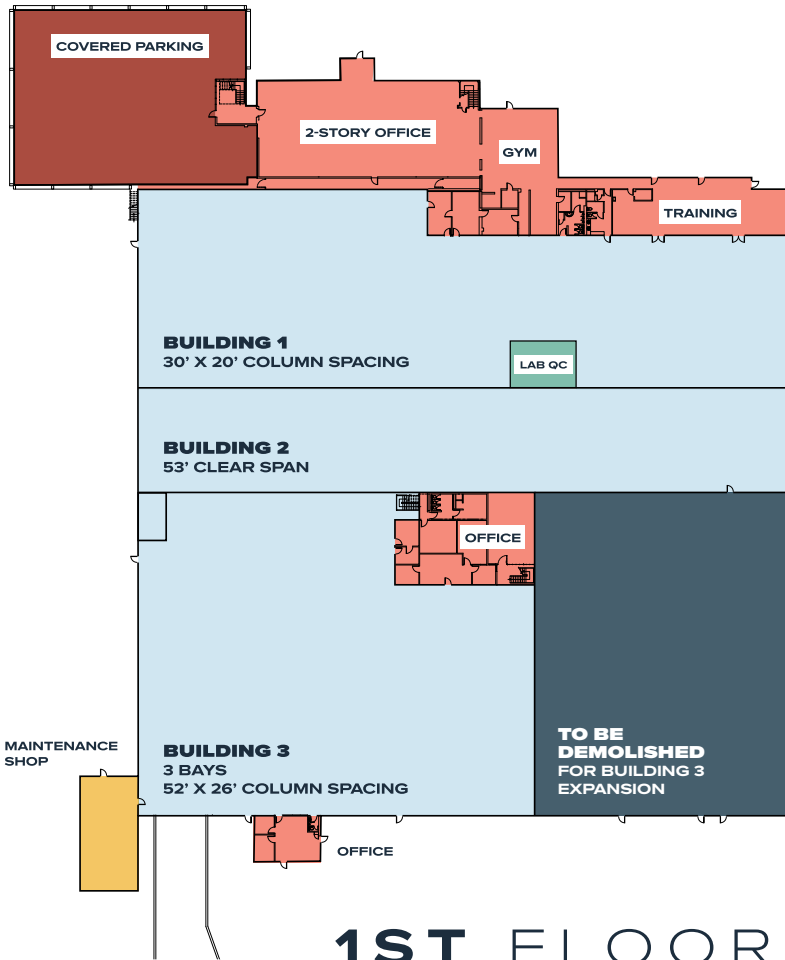 COVERED PARKING
2-STORY OFFICE
GYM
TRAINING
BUILDING 1
30’ X 20’ COLUMN SPACING
LAB QC
BUILDING 2
53’ CLEAR SPAN
OFFICE
TO BE
DEMOLISHED
FOR BUILDING 3
EXPANSION
BUILDING 3
3 BAYS
52’ X 26’ COLUMN SPACING
MAINTENANCE
SHOP
OFFICE
1ST FLOOR